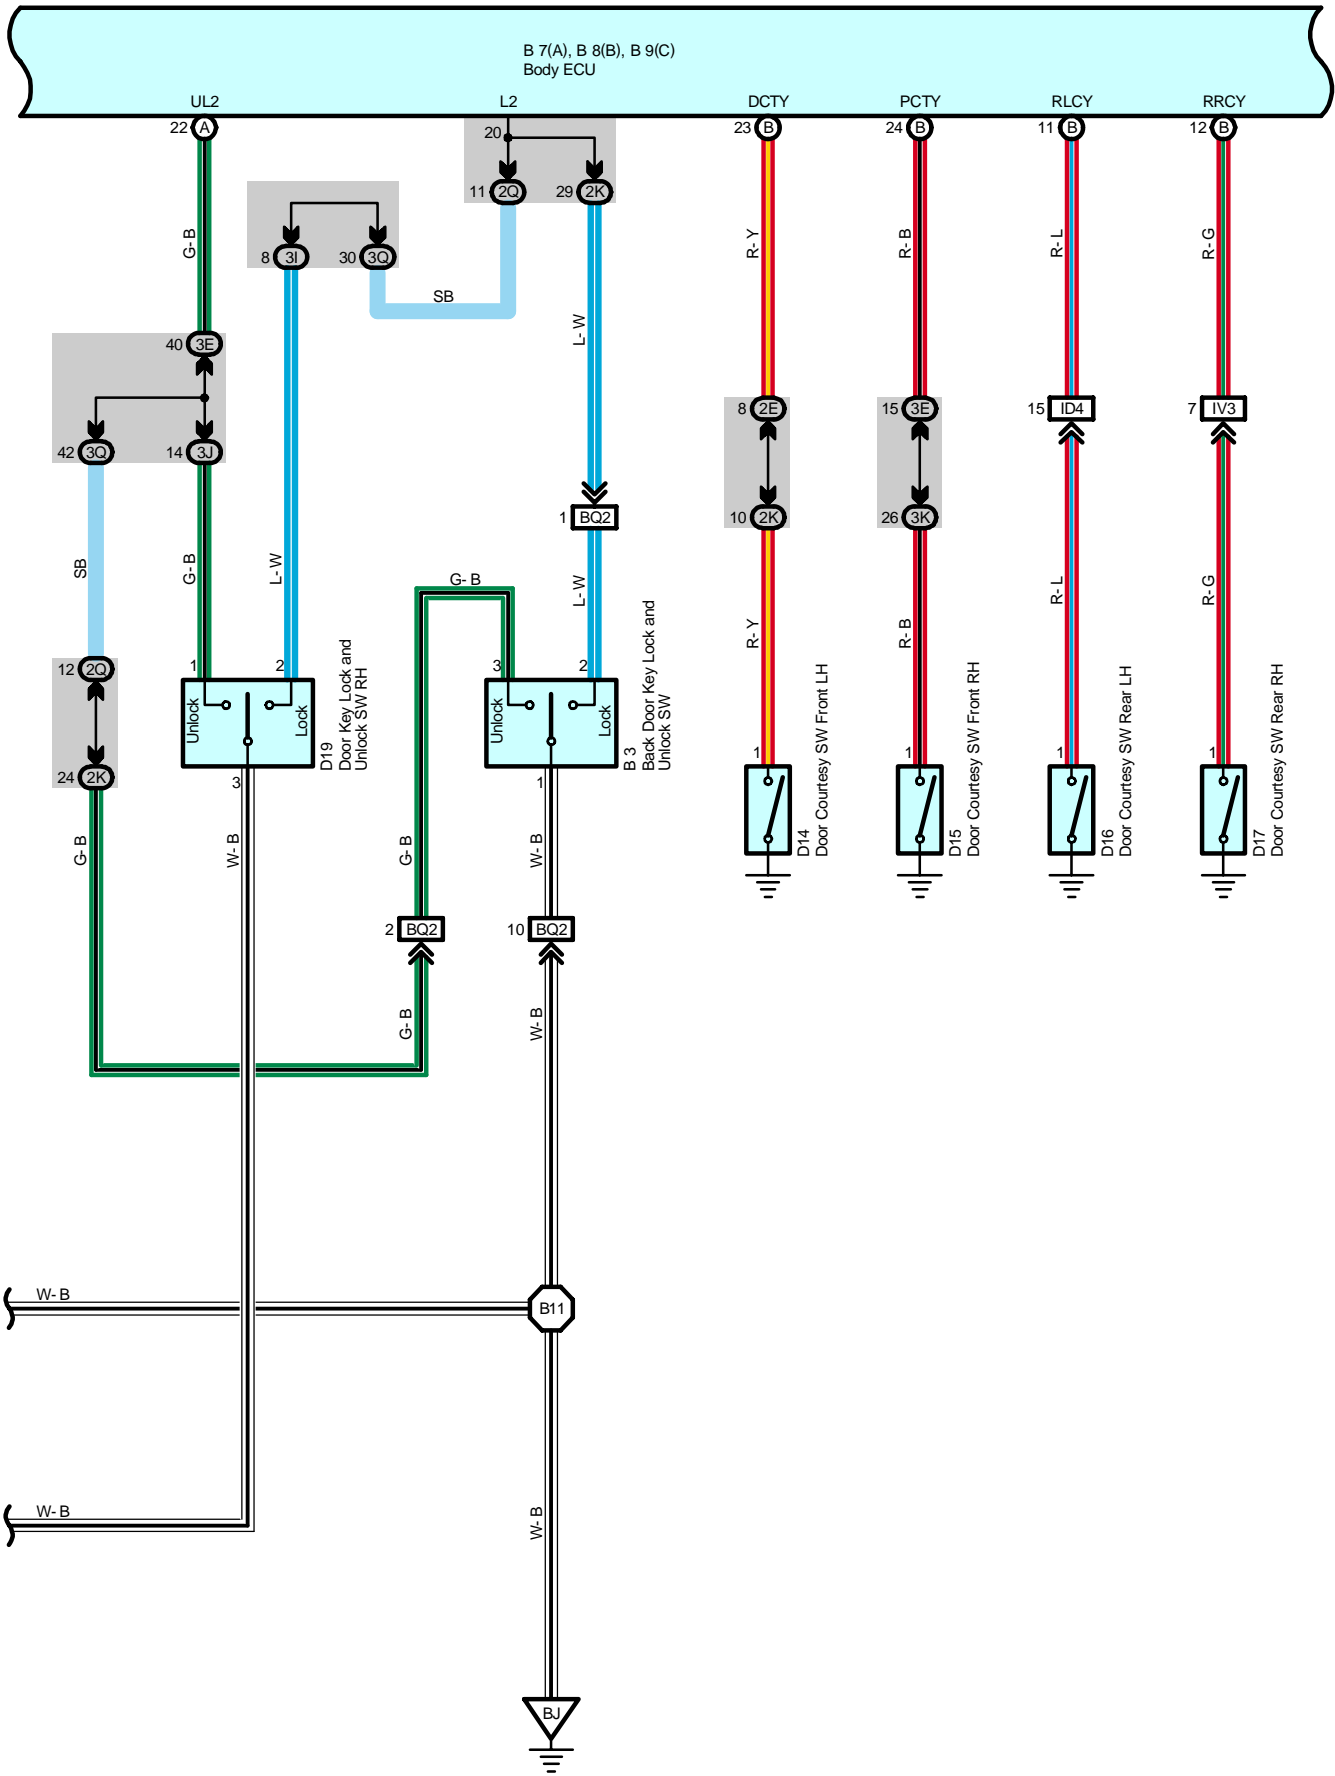 B 7(A), B 8(B), B 9(C)
Body ECU
UL2
L2
DCTY
PCTY
RLCY
RRCY
22 A
20
23 B
24 B
11 B
12 B
11 2Q
29 2K
8 3I
30 3Q
G- B
R- Y
R- B
R- L
R- G
SB
L- W
40 3E
8 2E
15 3E
15 ID4
7 IV3
42 3Q
14 3J
1 BQ2
10 2K
26 3K
SB
G- B
L- W
G- B
L- W
R- Y
R- B
R- L
R- G
12 2Q
1
2
3
2
Unlock
Lock
D19
Door Key Lock and
Unlock SW RH
Unlock
Lock
B 3
Back Door Key Lock and
Unlock SW
1
D14
Door Courtesy SW Front LH
1
D15
Door Courtesy SW Front RH
1
D16
Door Courtesy SW Rear LH
1
D17
Door Courtesy SW Rear RH
24 2K
3
1
G- B
W- B
G- B
W- B
2 BQ2
10 BQ2
G- B
W- B
W- B
B11
W- B
W- B
BJ